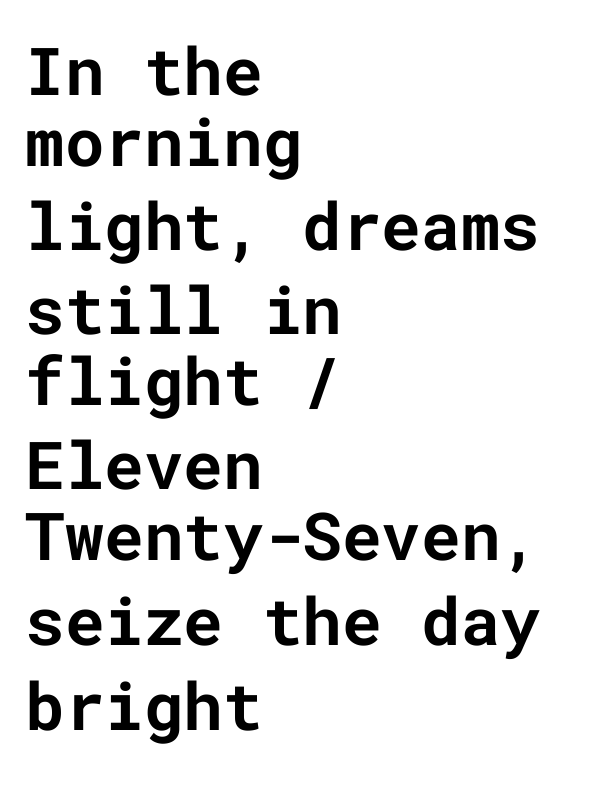 In the
morning
light, dreams
still in
flight /
Eleven
Twenty-Seven,
seize the day
bright